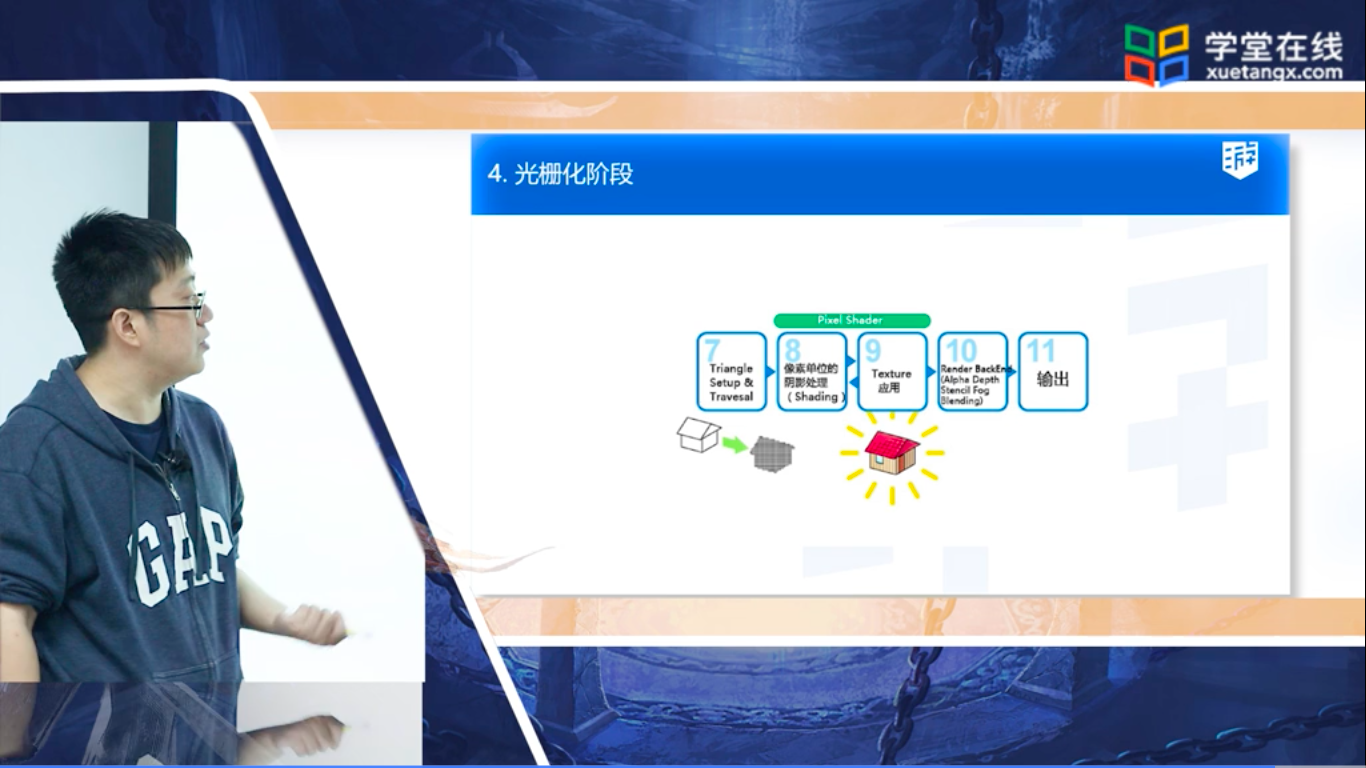 学堂在线
xuetangx.com
4. 光栅化阶段
游
Pixel Shader
7
Triangle
Setup &
Travesal
8
像素单位的
阴影处理
(Shading)
9
Texture
应用
10
Render BackEnd
(Alpha Depth
Stencil Fog
Blending)
11
输出
GAP